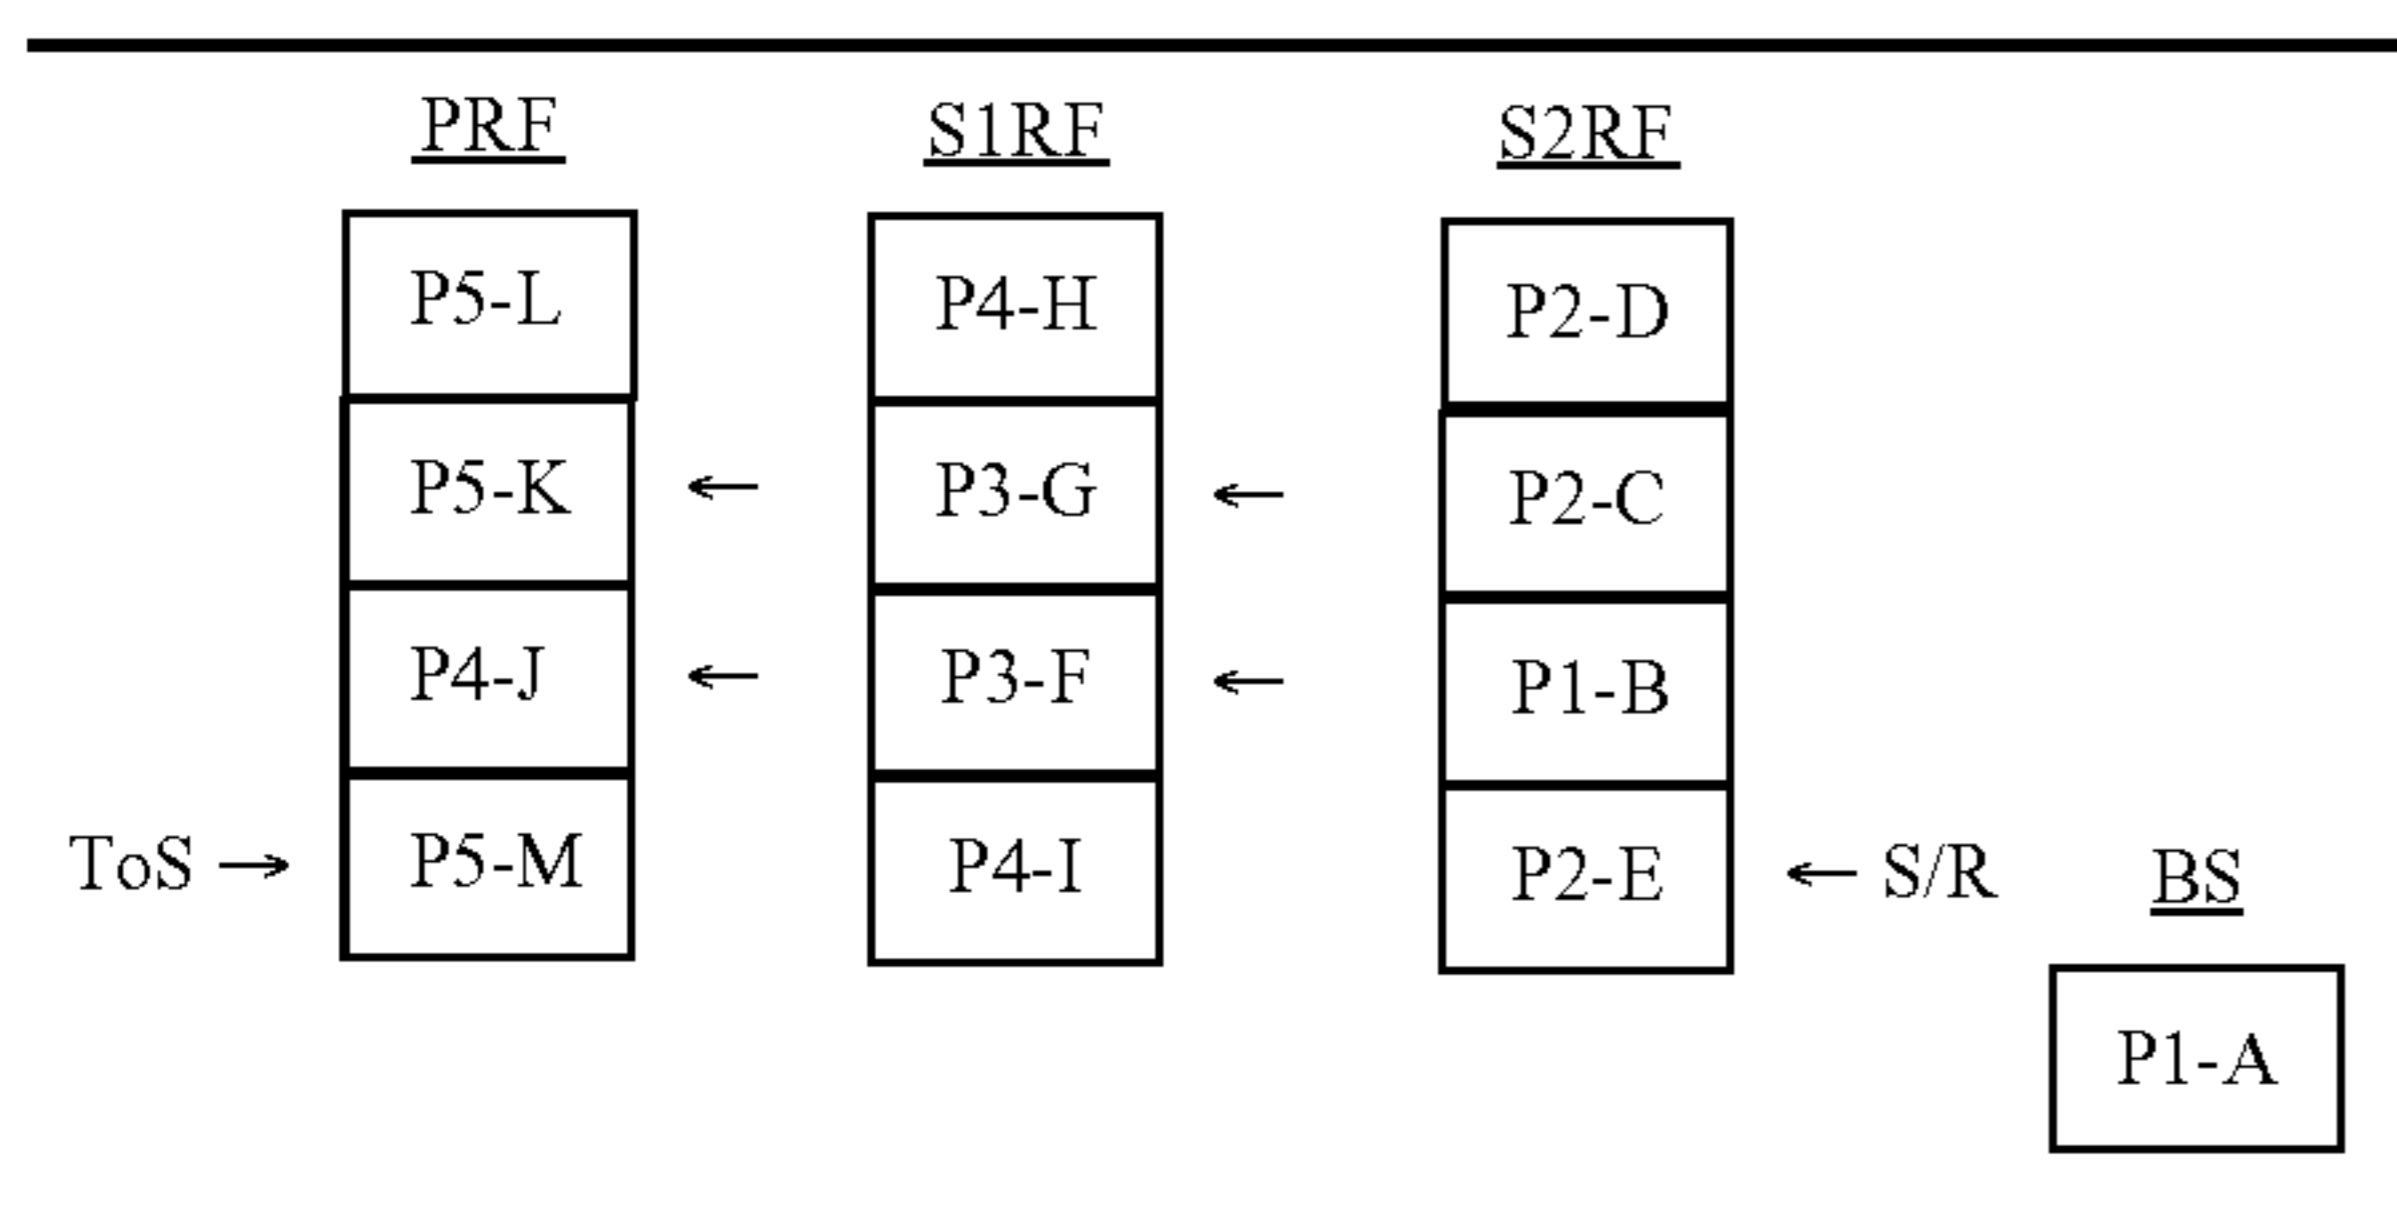 PRF S1RF S2RF
P5-L P4-H P2-D
P5-K ← P3-G ← P2-C
P4-J ← P3-F ← P1-B
ToS → P5-M P4-I P2-E ← S/R BS
P1-A